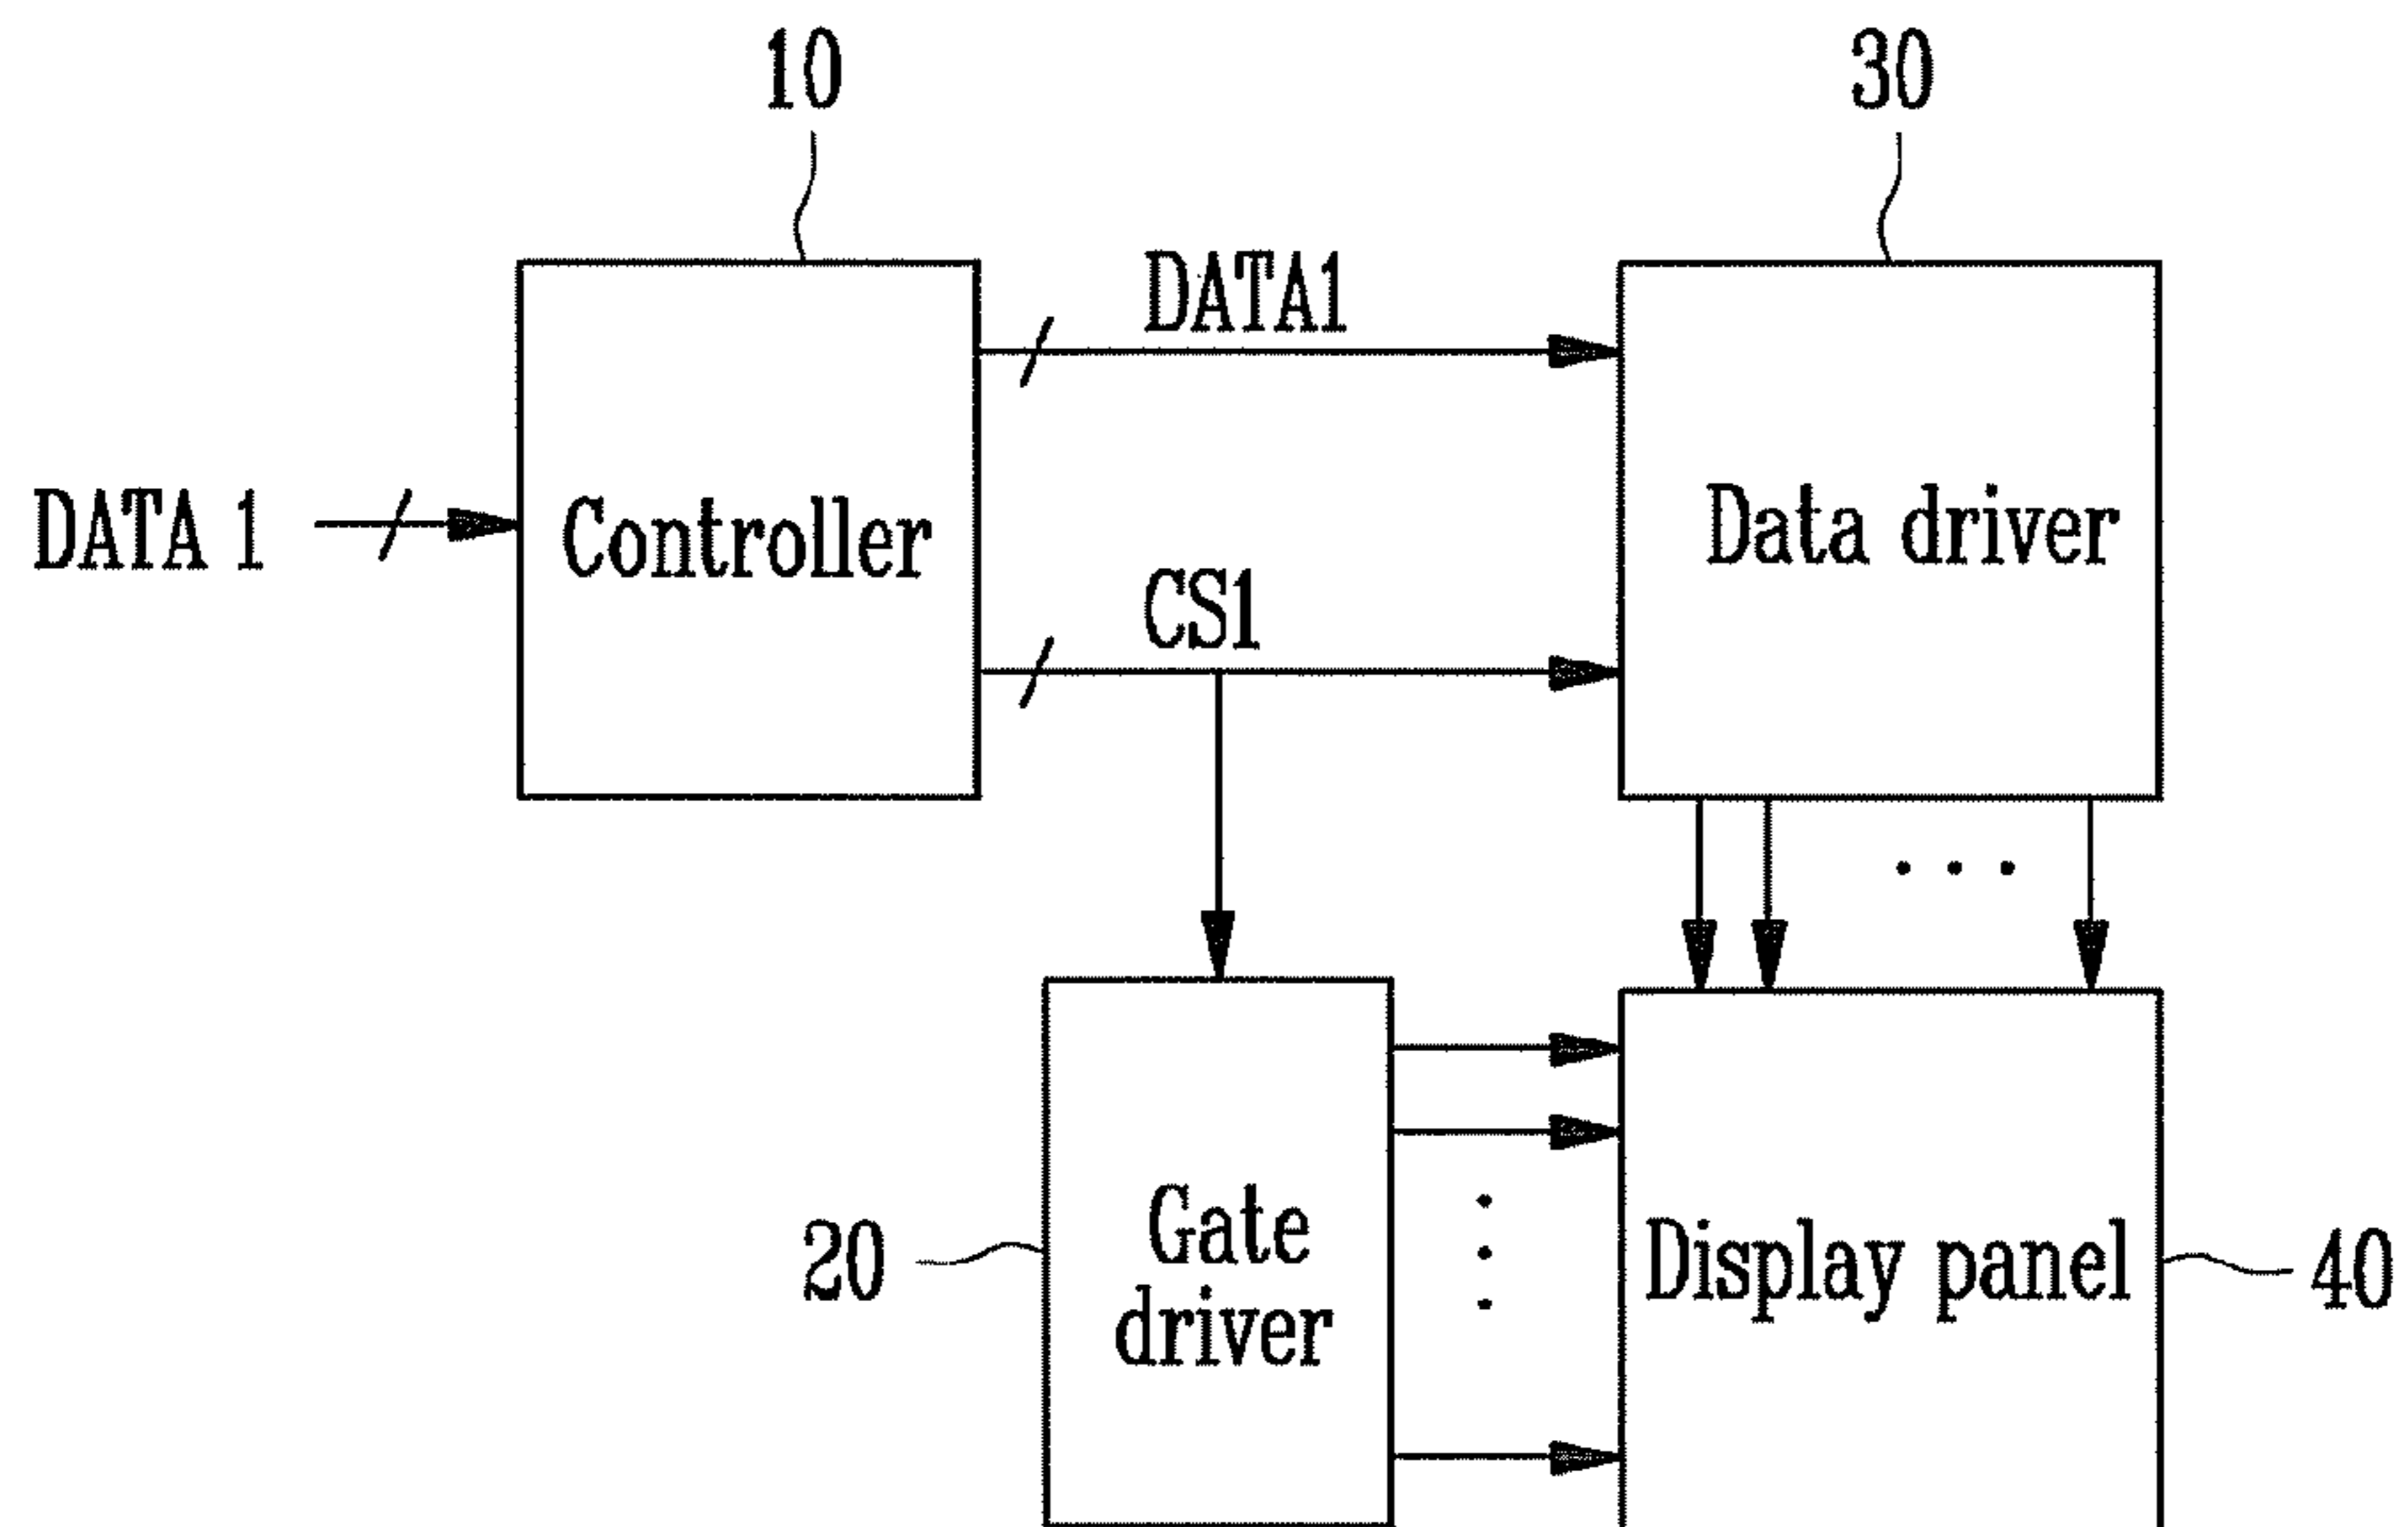 10
30
DATA1
DATA 1
Controller
Data driver
CS1
20
Gate
driver
Display panel
40